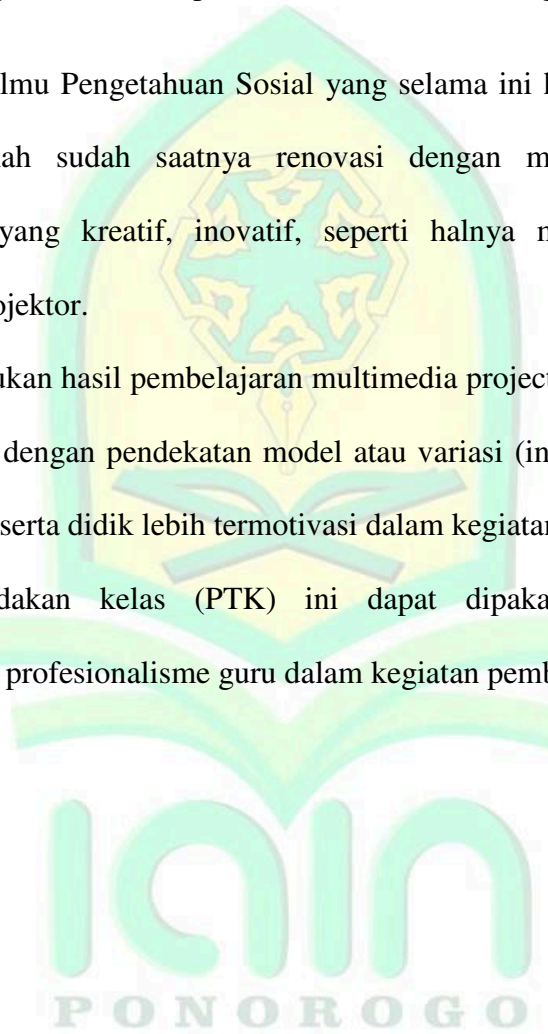 lmu Pengetahuan Sosial yang selama ini
ah sudah saatnya renovasi dengan m
yang kreatif, inovatif, seperti halnya
ojektor.
ukan hasil pembelajaran multimedia project
dengan pendekatan model atau variasi (in
serta didik lebih termotivasi dalam kegiatan
dakan kelas (PTK) ini dapat dipaka
profesionalisme guru dalam kegiatan pemb
iain
PONOROGO